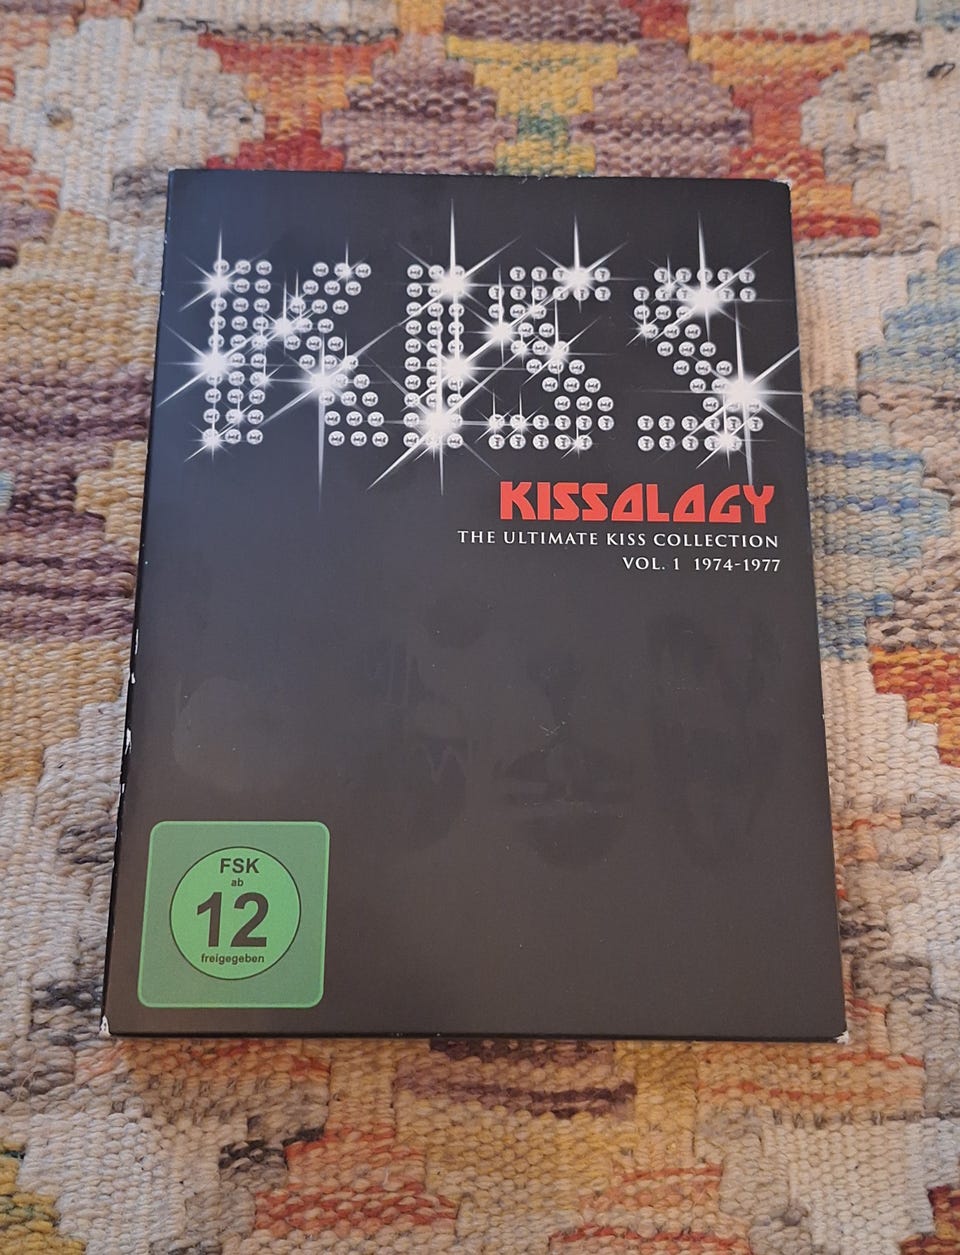 KISS
KISSOLOGY
THE ULTIMATE KISS COLLECTION
VOL. 1 1974-1977
FSK
ab
12
freigegeben